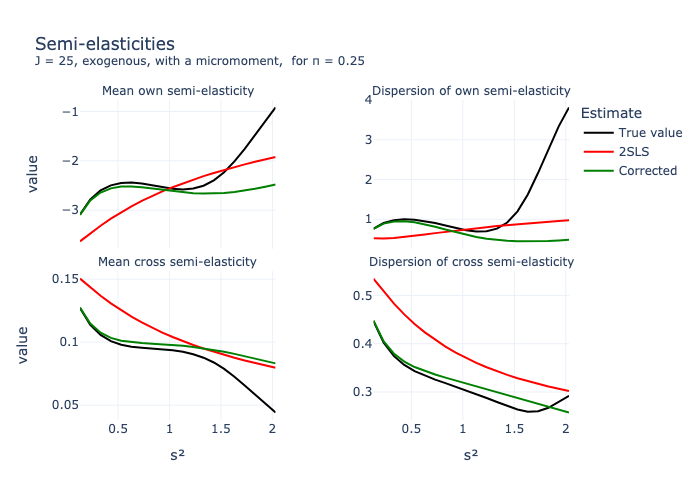 Semi-elasticities
J = 25, exogenous, with a micromoment,  for π = 0.25
Mean own semi-elasticity
Dispersion of own semi-elasticity
−1
−2
−3
value
4
3
2
1
Estimate
True value
2SLS
Corrected
Mean cross semi-elasticity
Dispersion of cross semi-elasticity
0.15
0.1
0.05
value
0.5
0.4
0.3
0.5
1
1.5
2
s²
0.5
1
1.5
2
s²